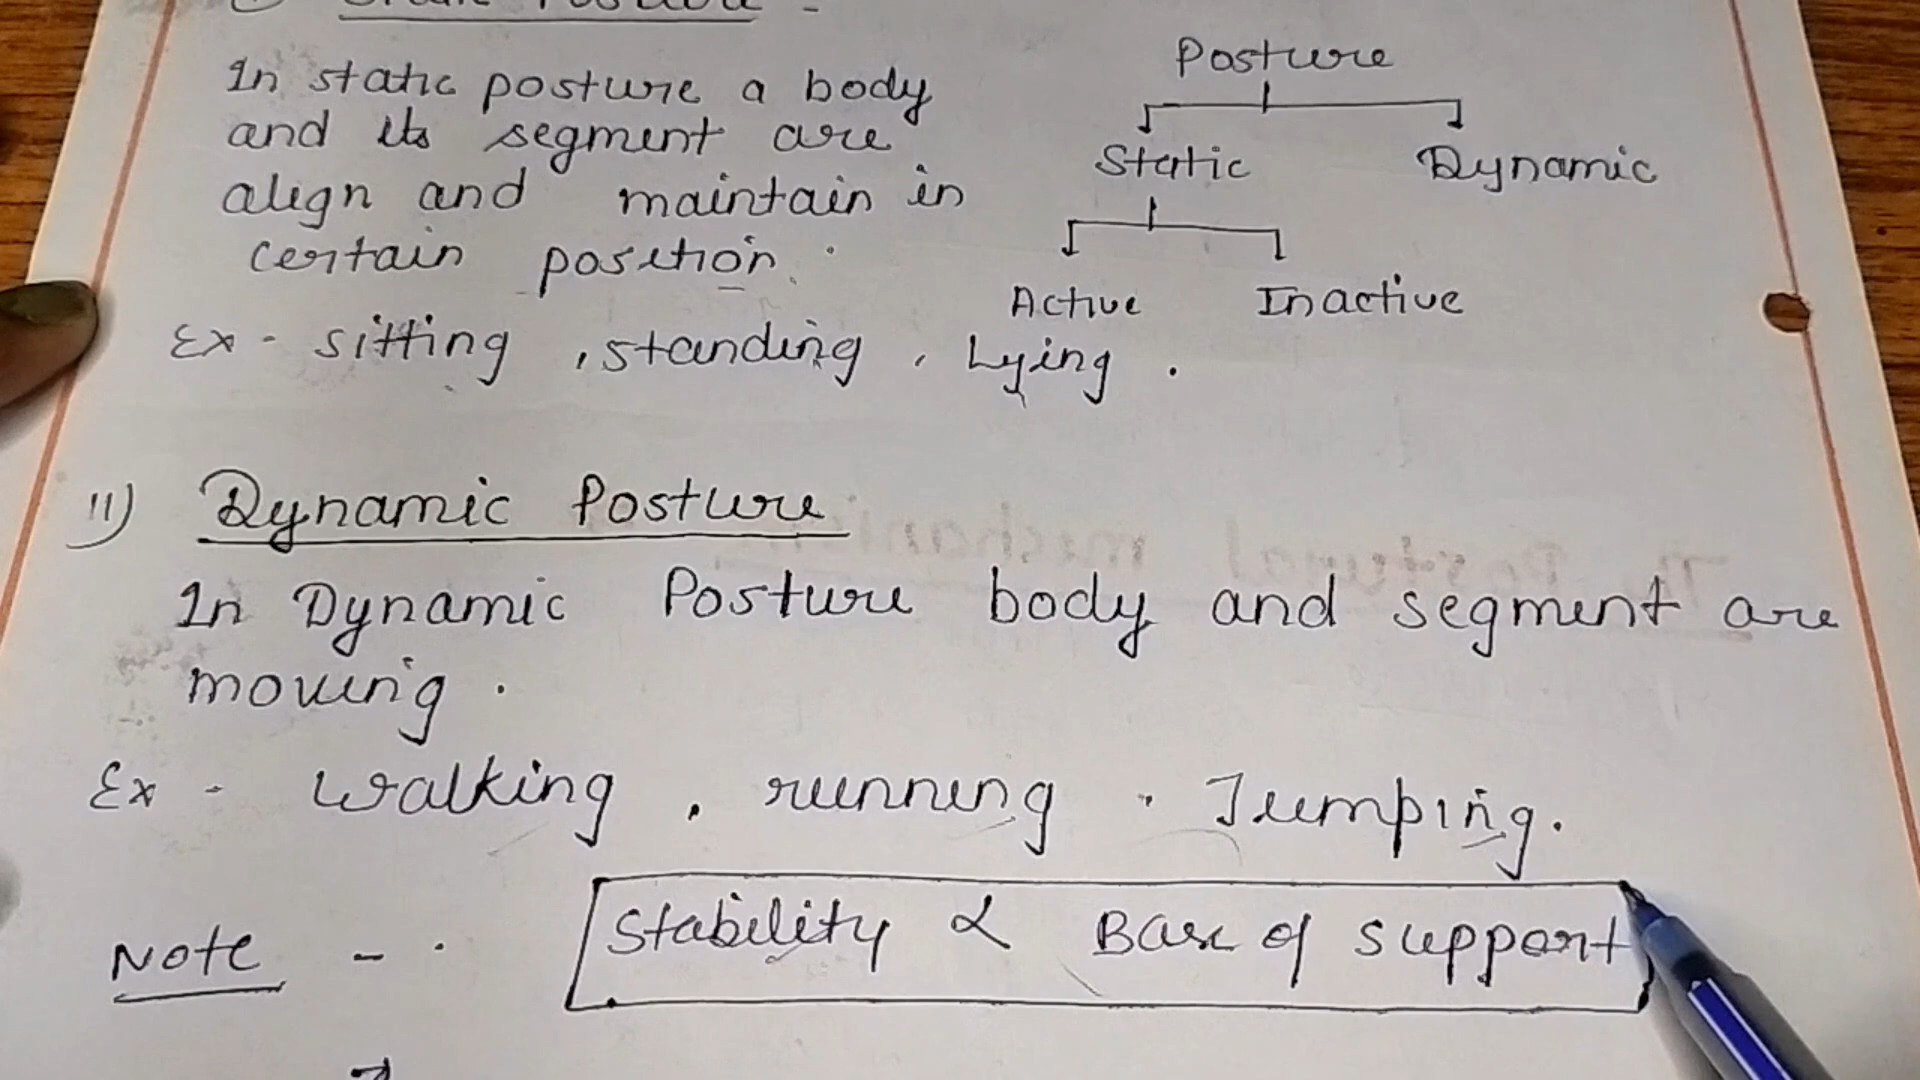 Static Posture -
In static posture a body
and its segment are
align and maintain in
certain position.
Ex - sitting, standing, Lying.
Posture
Static Dynamic
Active Inactive
II) Dynamic Posture
In Dynamic Posture body and segment are
moving.
Ex - walking, running, Jumping.
Note - Stability ∝ Base of support